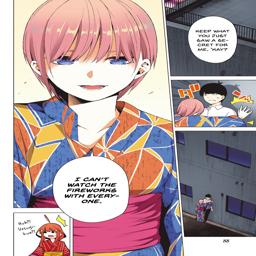 KEEP WHAT
YOU JUST
SAW A SE-
CRET FOR
ME, 'KAY?
I CAN'T
WATCH THE
FIREWORKS
WITH EVERY-
ONE.
88